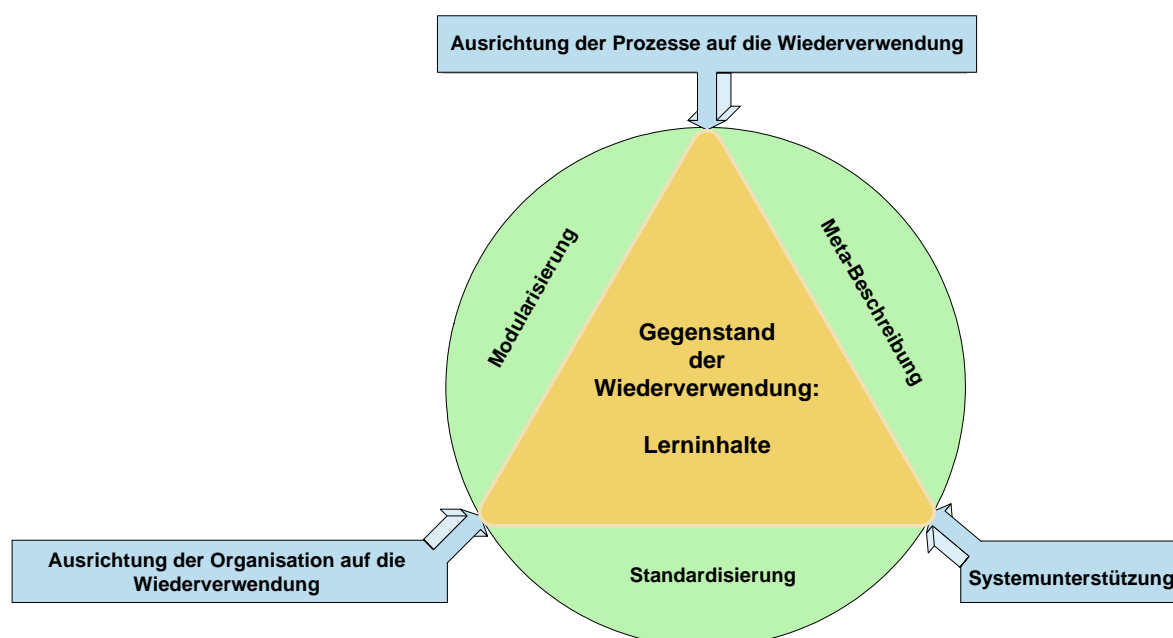 Ausrichtung der Prozesse auf die Wiederverwendung
Modularisierung
Meta-Beschreibung
Gegenstand
der
Wiederverwendung:
Lerninhalte
Ausrichtung der Organisation auf die
Wiederverwendung
Standardisierung
Systemunterstützung